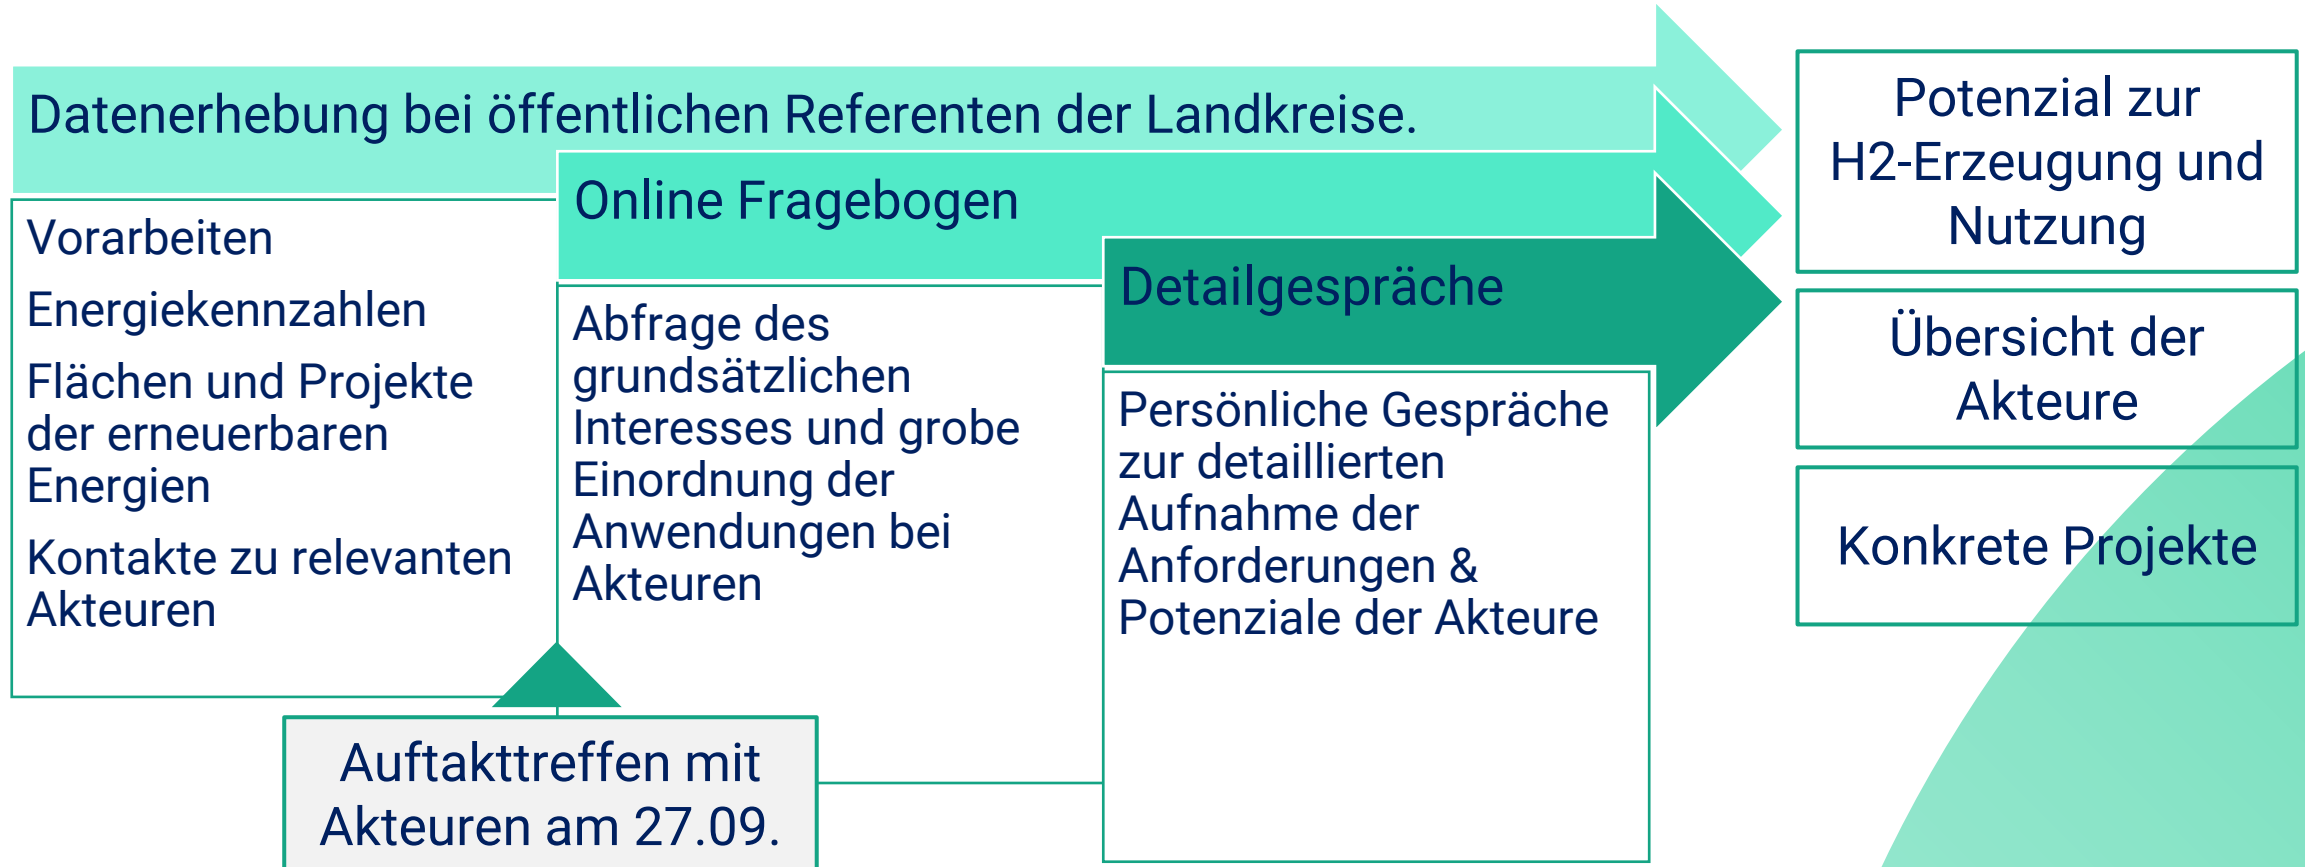 Datenerhebung bei öffentlichen Referenten der Landkreise.
Vorarbeiten
Energiekennzahlen
Flächen und Projekte
der erneuerbaren
Energien
Kontakte zu relevanten
Akteuren
Online Fragebogen
Abfrage des
grundsätzlichen
Interesses und grobe
Einordnung der
Anwendungen bei
Akteuren
Detailgespräche
Persönliche Gespräche
zur detaillierten
Aufnahme der
Anforderungen &
Potenziale der Akteure
Auftakttreffen mit
Akteuren am 27.09.
Potenzial zur
H2-Erzeugung und
Nutzung
Übersicht der
Akteure
Konkrete Projekte